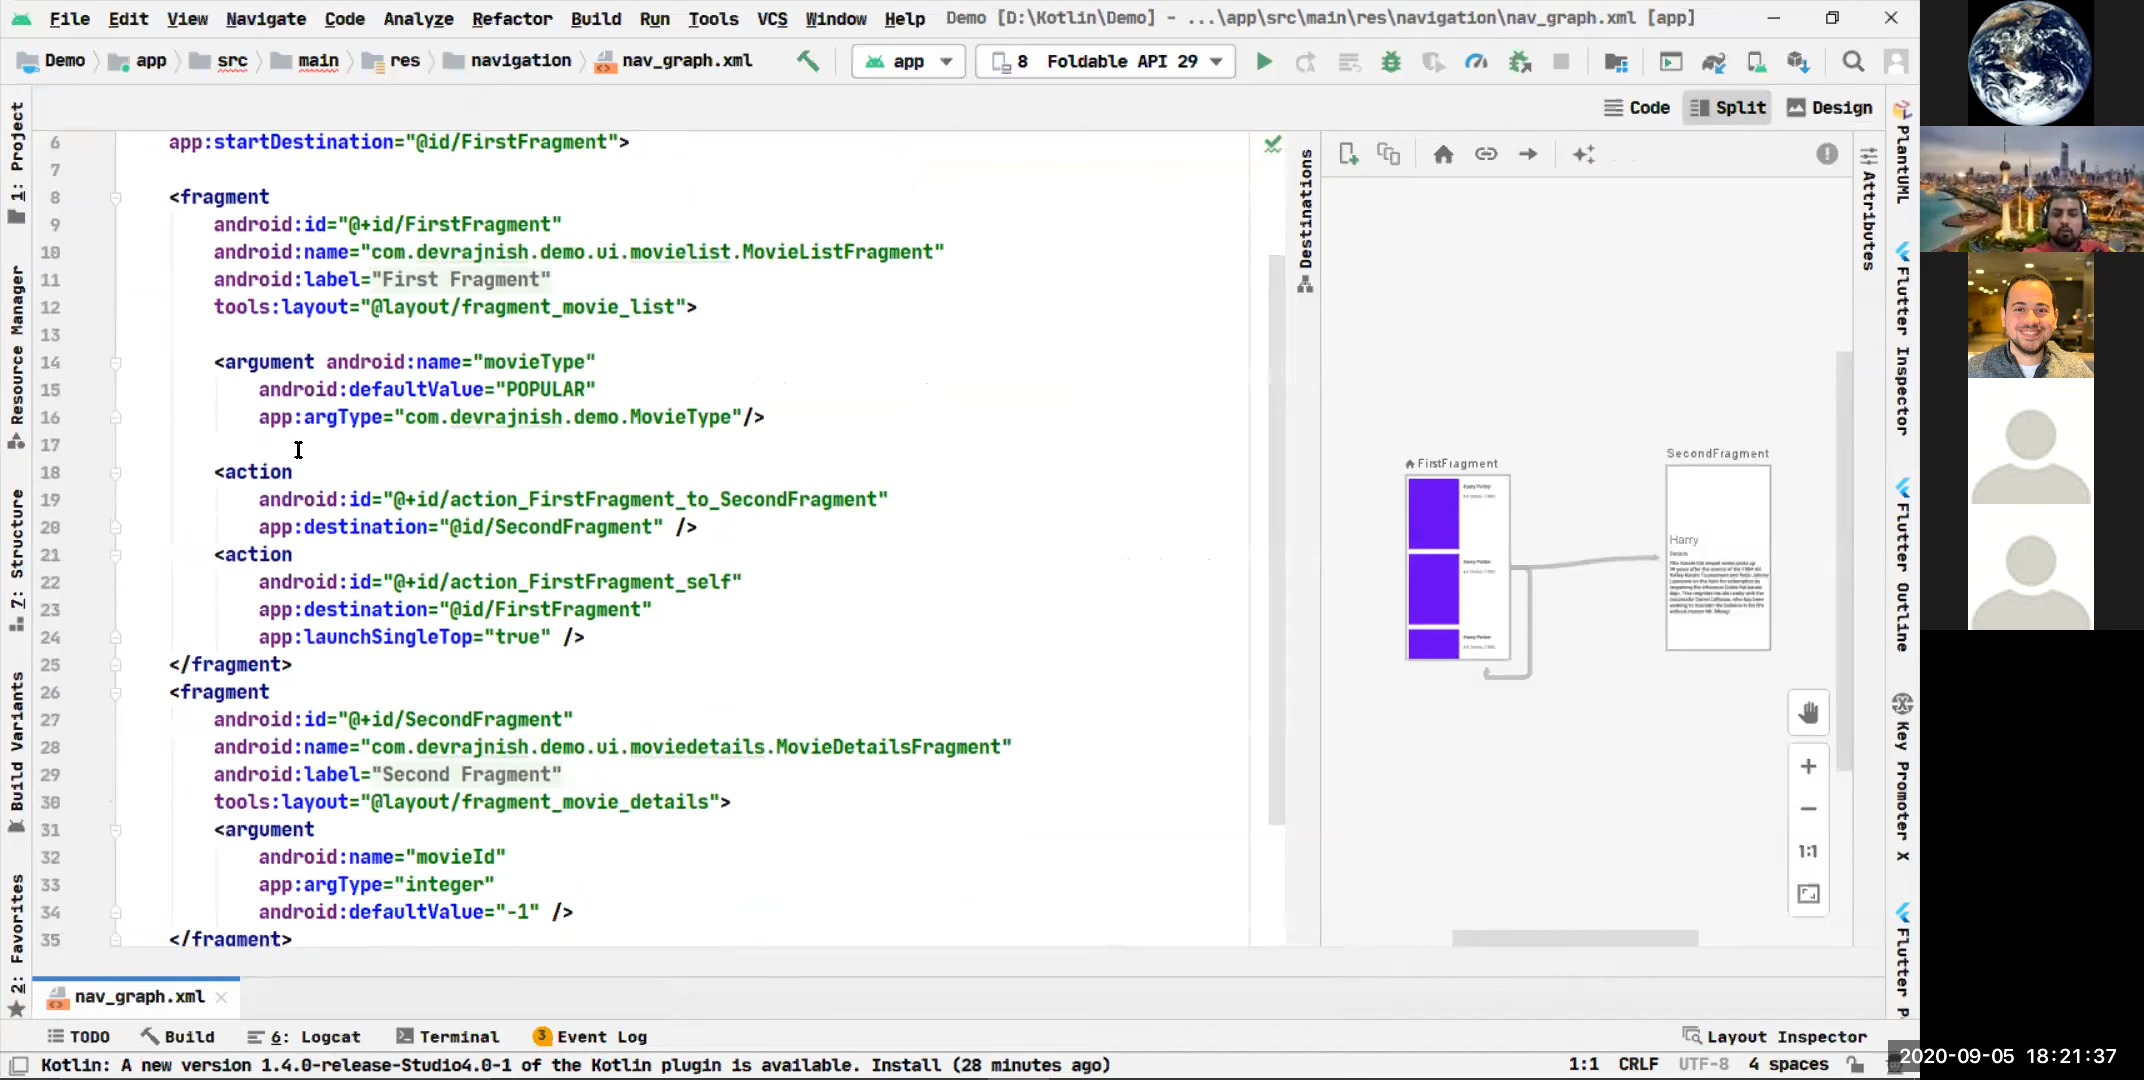 File Edit View Navigate Code Analyze Refactor Build Run Tools VCS Window Help Demo [D:\Kotlin\Demo] - ...\app\src\main\res\navigation\nav_graph.xml [app]
Demo app src main res navigation nav_graph.xml app 8 Foldable API 29
Code Split Design
6 app:startDestination="@id/FirstFragment">
7
8 <fragment
9 android:id="@+id/FirstFragment"
10 android:name="com.devrajnish.demo.ui.movielist.MovieListFragment"
11 android:label="First Fragment"
12 tools:layout="@layout/fragment_movie_list">
13
14 <argument android:name="movieType"
15 android:defaultValue="POPULAR"
16 app:argType="com.devrajnish.demo.MovieType"/>
17
18 <action
19 android:id="@+id/action_FirstFragment_to_SecondFragment"
20 app:destination="@id/SecondFragment" />
21 <action
22 android:id="@+id/action_FirstFragment_self"
23 app:destination="@id/FirstFragment"
24 app:launchSingleTop="true" />
25 </fragment>
26 <fragment
27 android:id="@+id/SecondFragment"
28 android:name="com.devrajnish.demo.ui.moviedetails.MovieDetailsFragment"
29 android:label="Second Fragment"
30 tools:layout="@layout/fragment_movie_details">
31 <argument
32 android:name="movieId"
33 app:argType="integer"
34 android:defaultValue="-1" />
35 </fragment>
1: Project
Resource Manager
7: Structure
Build Variants
2: Favorites
Destinations
Attributes
FirstFragment
SecondFragment
Harry
1:1
PlantUML
Flutter Inspector
Flutter Outline
Key Promoter X
Flutter P
nav_graph.xml
TODO Build 6: Logcat Terminal 3 Event Log Layout Inspector
Kotlin: A new version 1.4.0-release-Studio4.0-1 of the Kotlin plugin is available. Install (28 minutes ago) 1:1 CRLF UTF-8 4 spaces
2020-09-05 18:21:37